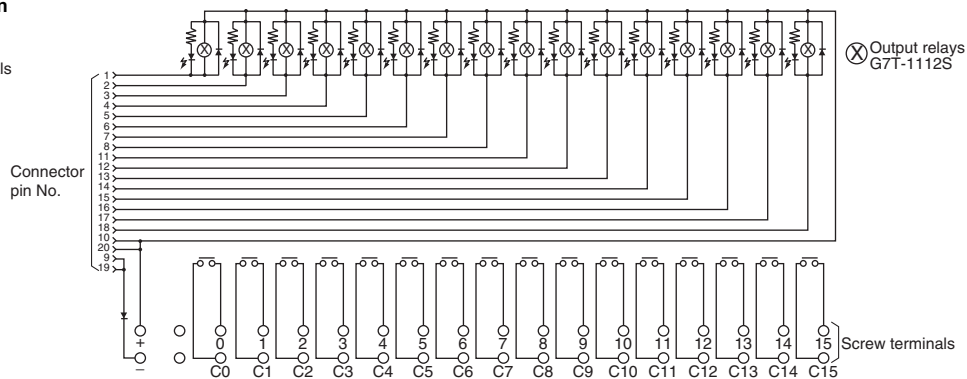 n
ls
Output relays
G7T-1112S
Connector
pin No.
1
2
3
4
5
6
7
8
11
12
13
14
15
16
17
18
10
20
9
19
+
−
0 1 2 3 4 5 6 7 8 9 10 11 12 13 14 15
C0 C1 C2 C3 C4 C5 C6 C7 C8 C9 C10 C11 C12 C13 C14 C15
Screw terminals